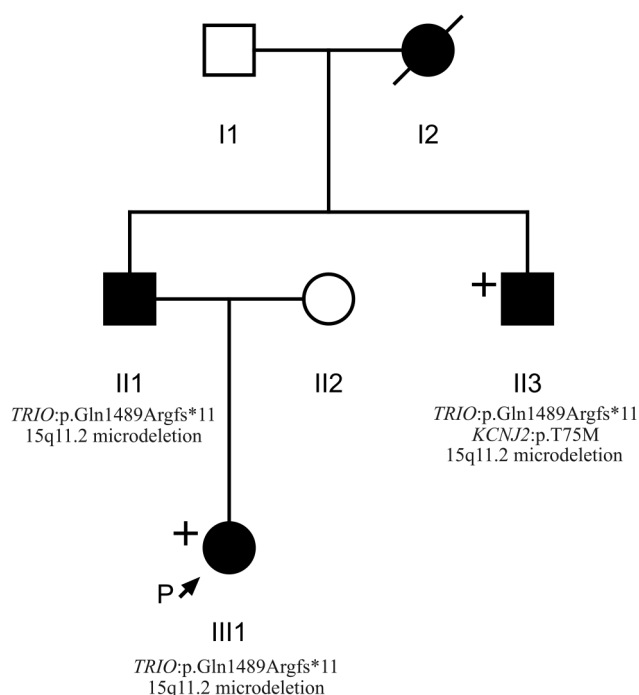 I1
I2
+
II1
II2
II3
TRIO:p.Gln1489Argfs*11
15q11.2 microdeletion
TRIO:p.Gln1489Argfs*11
KCNJ2:p.T75M
15q11.2 microdeletion
+
P
III1
TRIO:p.Gln1489Argfs*11
15q11.2 microdeletion